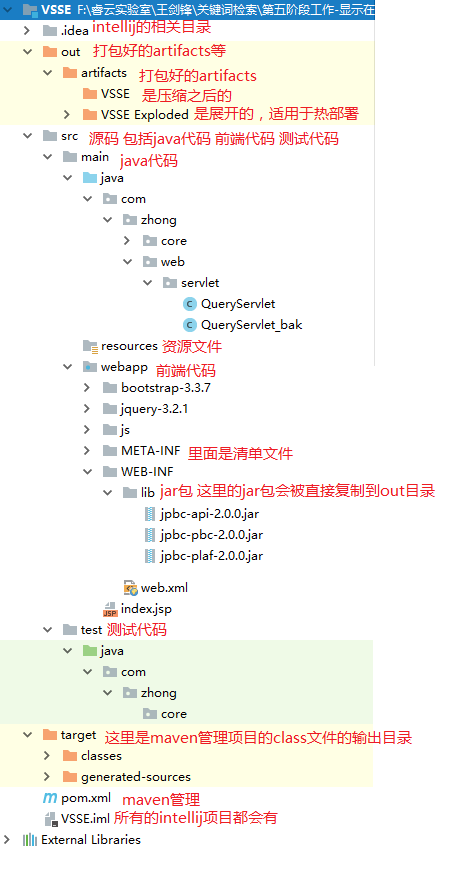 VSSE F:\睿云实验室\王剑锋\关键词检索\第五阶段工作-显示在
.idea intellij的相关目录
out 打包好的artifacts等
artifacts 打包好的artifacts
VSSE 是压缩之后的
VSSE Exploded 是展开的，适用于热部署
src 源码 包括java代码 前端代码 测试代码
main java代码
java
com
zhong
core
web
servlet
C QueryServlet
C QueryServlet_bak
resources 资源文件
webapp 前端代码
bootstrap-3.3.7
jquery-3.2.1
js
META-INF 里面是清单文件
WEB-INF
lib jar包 这里的jar包会被直接复制到out目录
jpbc-api-2.0.0.jar
jpbc-pbc-2.0.0.jar
jpbc-plaf-2.0.0.jar
web.xml
JSP index.jsp
test 测试代码
java
com
zhong
core
target 这里是maven管理项目的class文件的输出目录
classes
generated-sources
m pom.xml maven管理
VSSE.iml 所有的intellij项目都会有
External Libraries